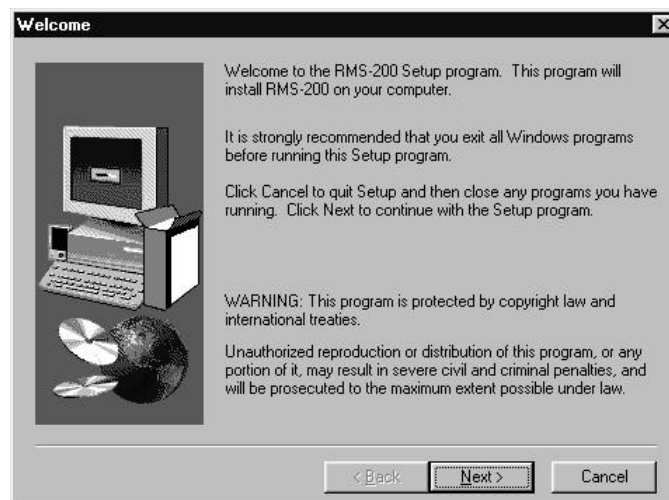 Welcome
Welcome to the RMS-200 Setup program. This program will
install RMS-200 on your computer.
It is strongly recommended that you exit all Windows programs
before running this Setup program.
Click Cancel to quit Setup and then close any programs you have
running. Click Next to continue with the Setup program.
WARNING: This program is protected by copyright law and
international treaties.
Unauthorized reproduction or distribution of this program, or any
portion of it, may result in severe civil and criminal penalties, and
will be prosecuted to the maximum extent possible under law.
< Back
Next >
Cancel